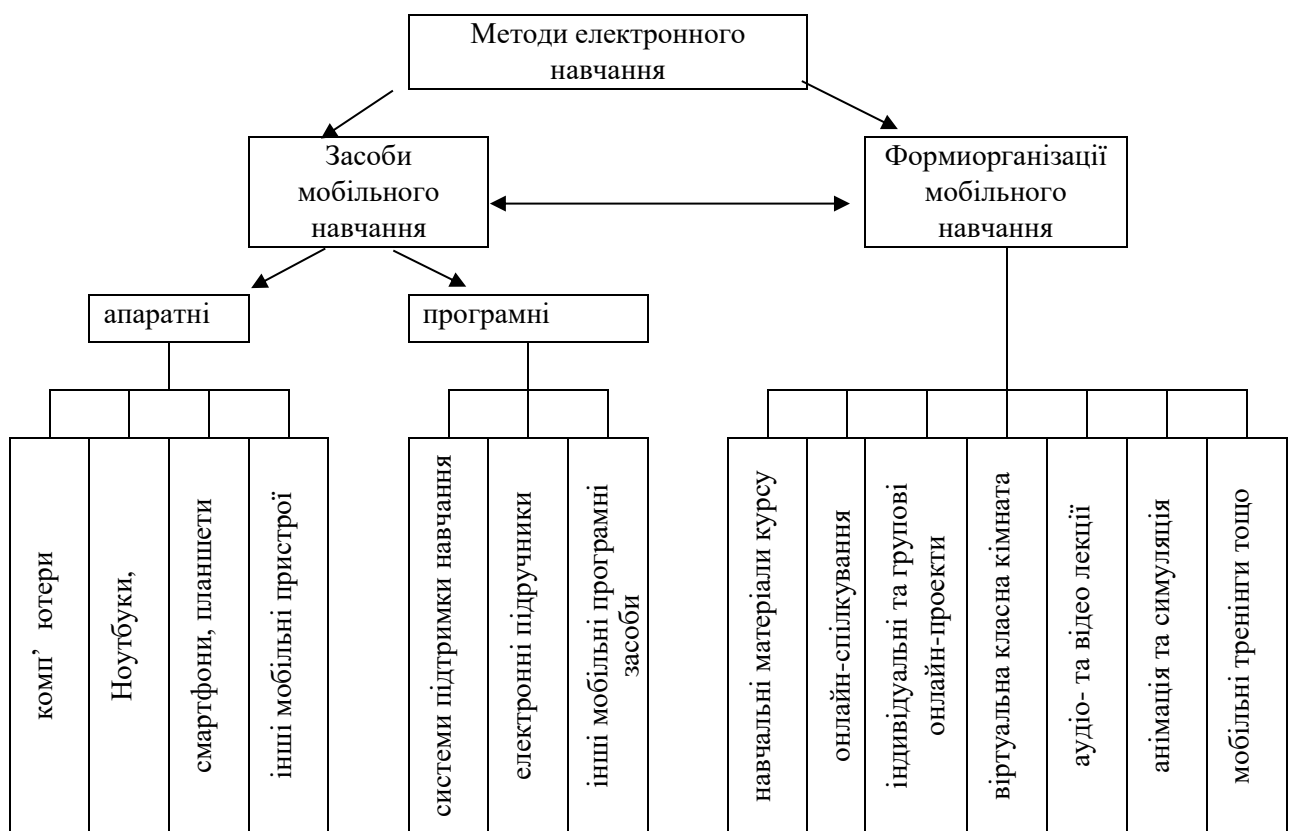 Методи електронного
навчання
Засоби
мобільного
навчання
Формиорганізації
мобільного
навчання
апаратні
програмні
комп’ ютери
Ноутбуки,
смартфони, планшети
інші мобільні пристрої
системи підтримки навчання
електронні підручники
інші мобільні програмні
засоби
навчальні матеріали курсу
онлайн-спілкування
індивідуальні та групові
онлайн-проекти
віртуальна класна кімната
аудіо- та відео лекції
анімація та симуляція
мобільні тренінги тощо